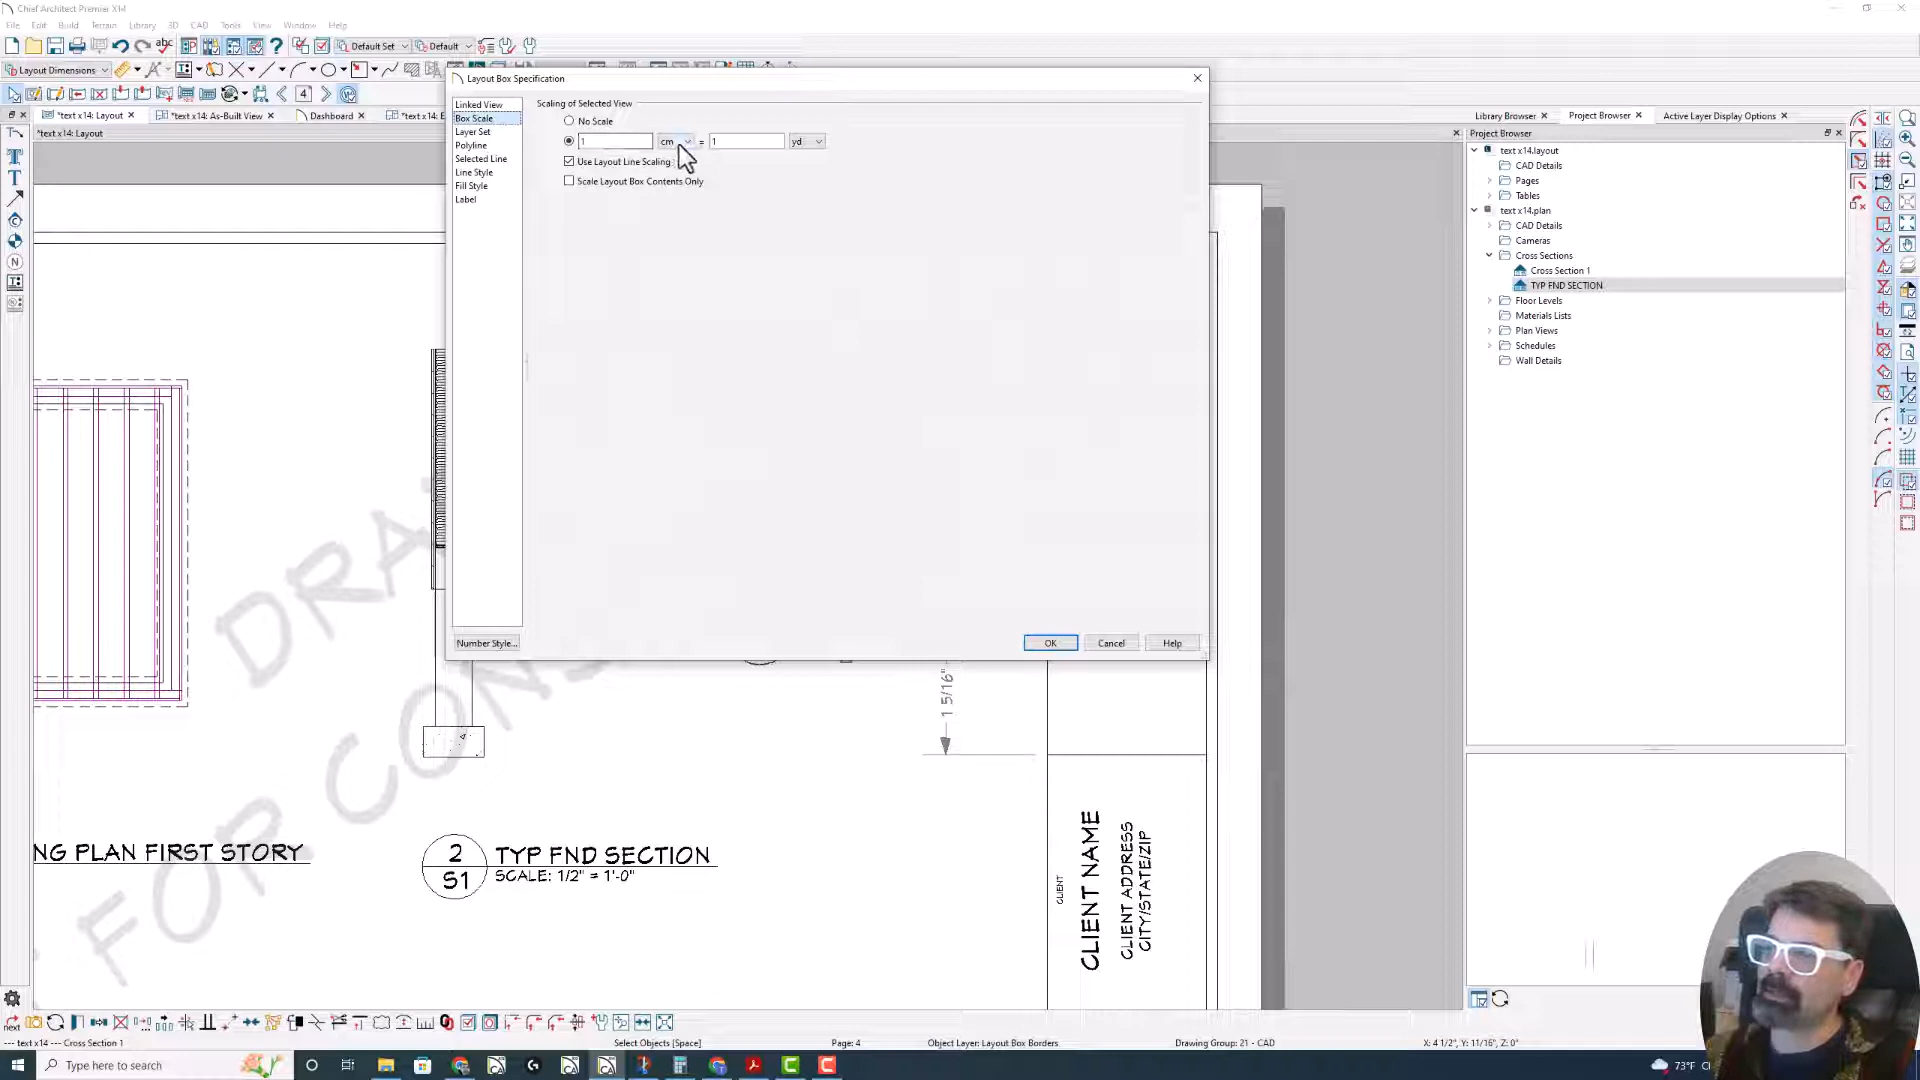 Chief Architect Premier X14
File Edit Build Terrain Library 3D CAD Tools View Window Help
Default Set Default
Layout Dimensions
4
*text x14: Layout *text x14: As-Built View Dashboard *text x14: E
Library Browser Project Browser Active Layer Display Options
*text x14: Layout
Project Browser
Layout Box Specification
Linked View
Box Scale
Layer Set
Polyline
Selected Line
Line Style
Fill Style
Label
Scaling of Selected View
No Scale
1 cm = 1 yd
Use Layout Line Scaling
Scale Layout Box Contents Only
Number Style...
OK Cancel Help
text x14.layout
CAD Details
Pages
Tables
text x14.plan
CAD Details
Cameras
Cross Sections
Cross Section 1
TYP FND SECTION
Floor Levels
Materials Lists
Plan Views
Schedules
Wall Details
1 5/16"
NG PLAN FIRST STORY
2
S1
TYP FND SECTION
SCALE: 1/2" = 1'-0"
CLIENT
CLIENT NAME
CLIENT ADDRESS
CITY/STATE/ZIP
next
--- text x14 --- Cross Section 1
Select Objects [Space]
Page: 4
Object Layer: Layout Box Borders
Drawing Group: 21 - CAD
X: 4 1/2", Y: 11/16", Z: 0"
Type here to search
73°F